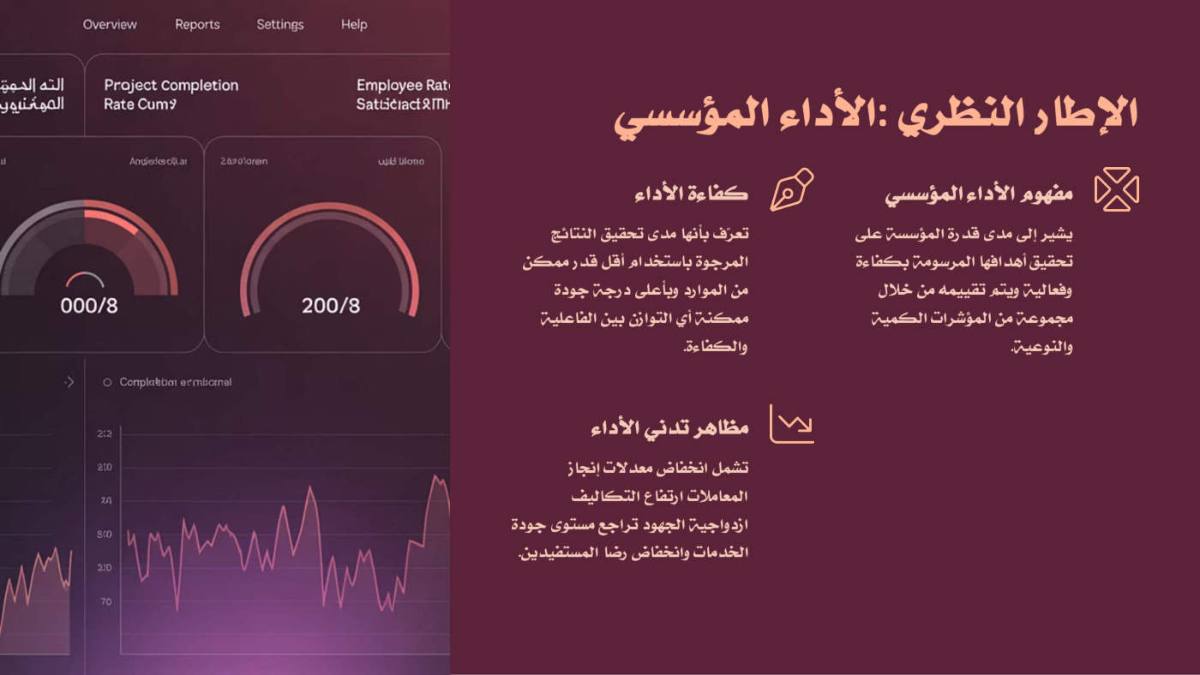 Overview Reports Settings Help
Project Completion
Rate
Employee
000/8
200/8
الإطار النظري :الأداء المؤسسي
مفهوم الأداء المؤسسي
يشير إلى مدى قدرة المؤسسة على
تحقيق أهدافها المرسومة بكفاءة
وفعالية ويتم تقييمه من خلال
مجموعة من المؤشرات الكمية
والنوعية.
كفاءة الأداء
تعرّف بأنها مدى تحقيق النتائج
المرجوة باستخدام أقل قدر ممكن
من الموارد وبأعلى درجة جودة
ممكنة أي التوازن بين الفاعلية
والكفاءة.
مظاهر تدني الأداء
تشمل انخفاض معدلات إنجاز
المعاملات ارتفاع التكاليف
ازدواجية الجهود تراجع مستوى جودة
الخدمات وانخفاض رضا المستفيدين.